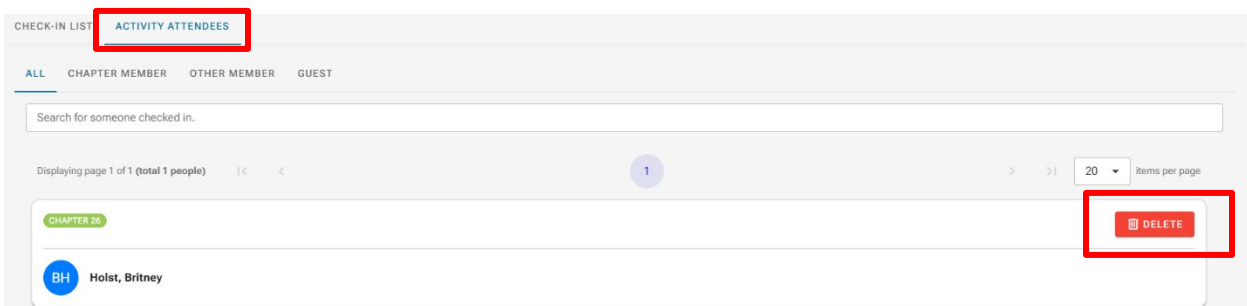 CHECK-IN LIST ACTIVITY ATTENDEES
ALL CHAPTER MEMBER OTHER MEMBER GUEST
Search for someone checked in.
Displaying page 1 of 1 (total 1 people) |< < 1 > >| 20 items per page
CHAPTER 26 DELETE
BH Holst, Britney